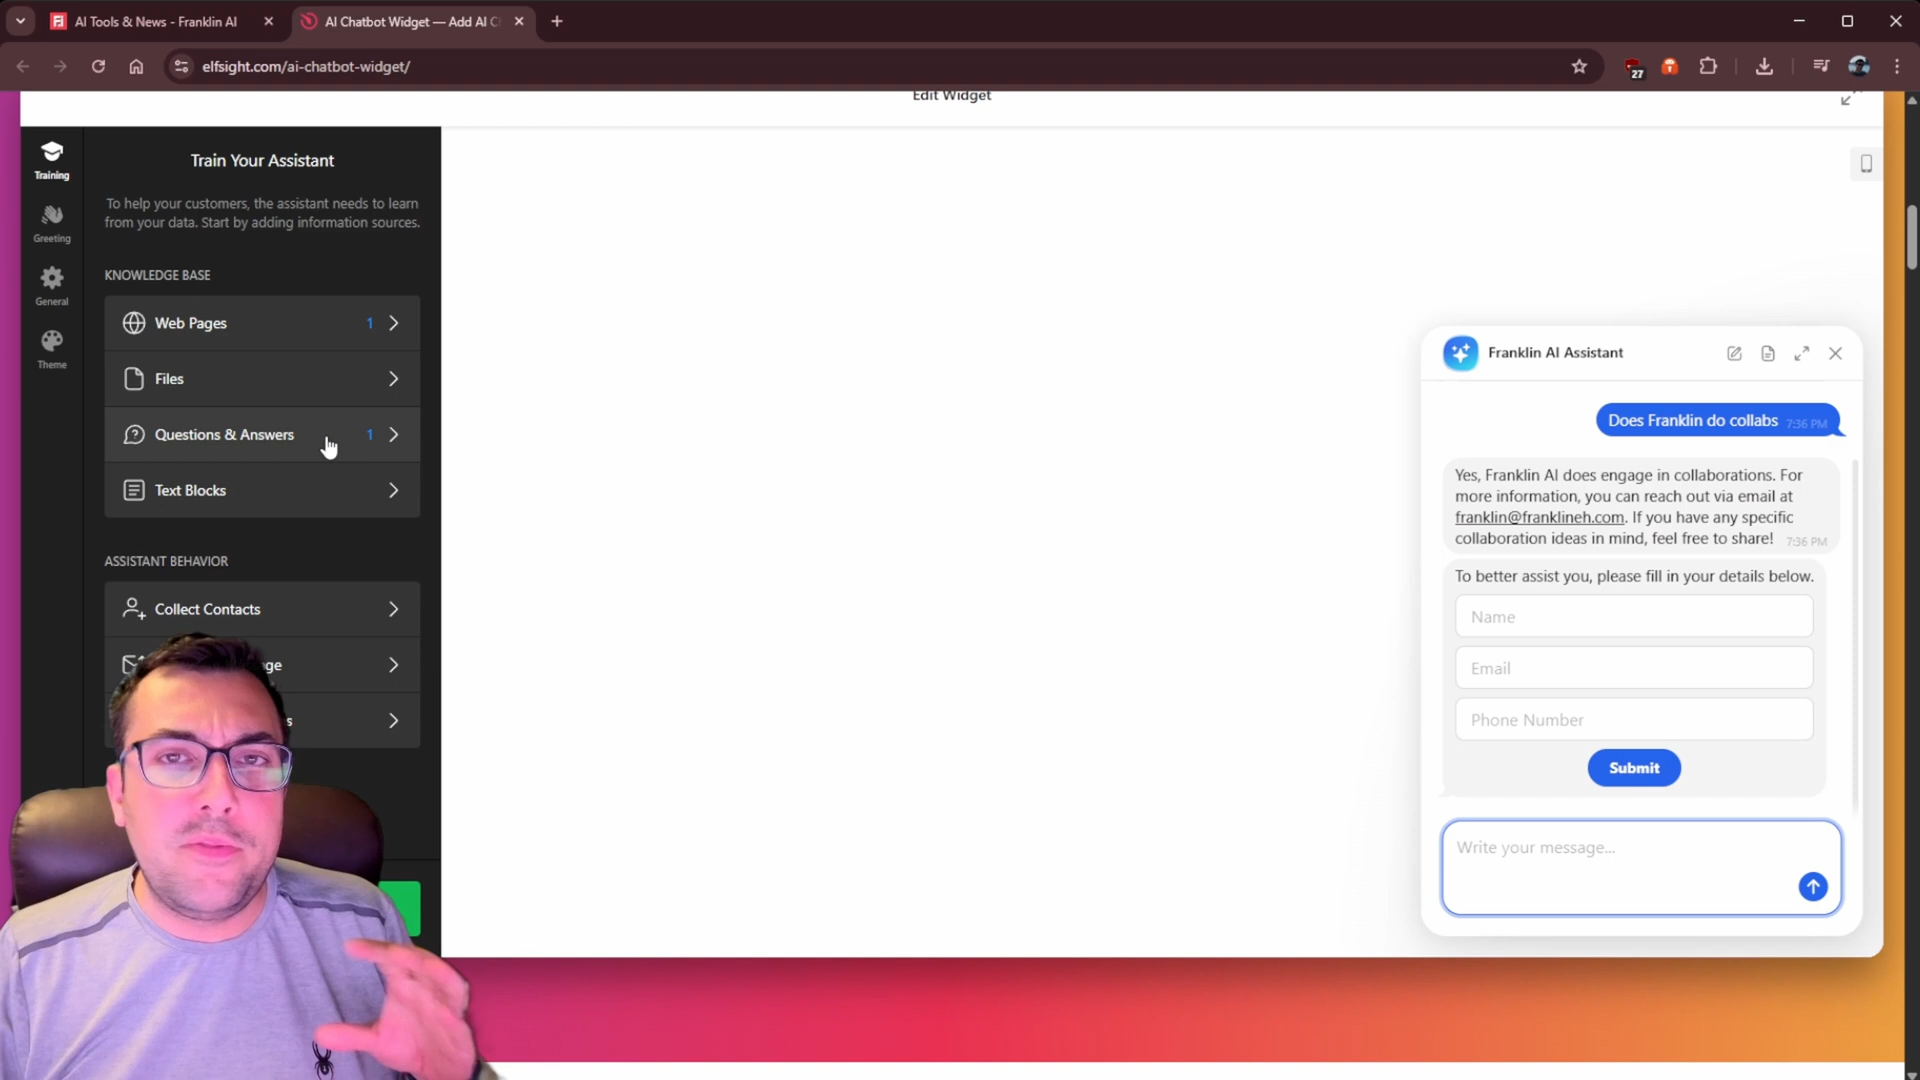 AI Tools & News - Franklin AI
AI Chatbot Widget — Add AI C
elfsight.com/ai-chatbot-widget/
27
Edit Widget
Training
Greeting
General
Theme
Train Your Assistant
To help your customers, the assistant needs to learn
from your data. Start by adding information sources.
KNOWLEDGE BASE
Web Pages 1
Files
Questions & Answers 1
Text Blocks
ASSISTANT BEHAVIOR
Collect Contacts
Franklin AI Assistant
Does Franklin do collabs 7:36 PM
Yes, Franklin AI does engage in collaborations. For
more information, you can reach out via email at
franklin@franklineh.com. If you have any specific
collaboration ideas in mind, feel free to share! 7:36 PM
To better assist you, please fill in your details below.
Name
Email
Phone Number
Submit
Write your message...